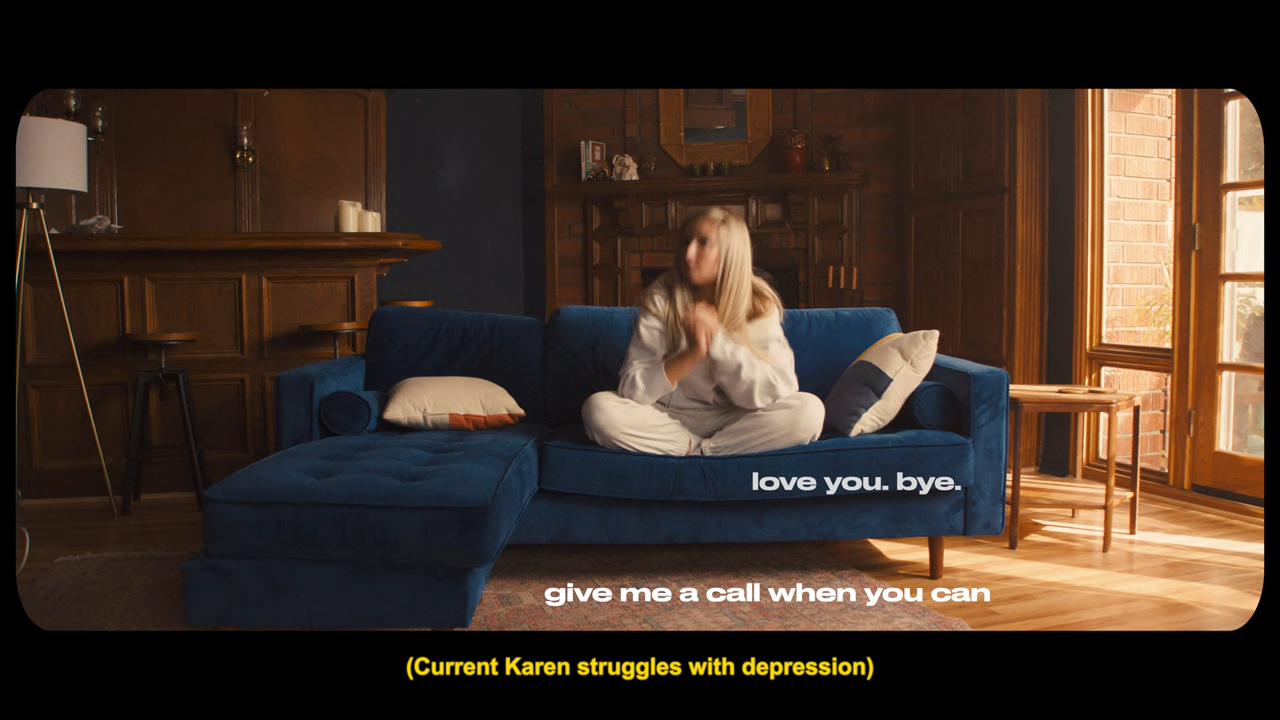 love you. bye.
give me a call when you can
(Current Karen struggles with depression)